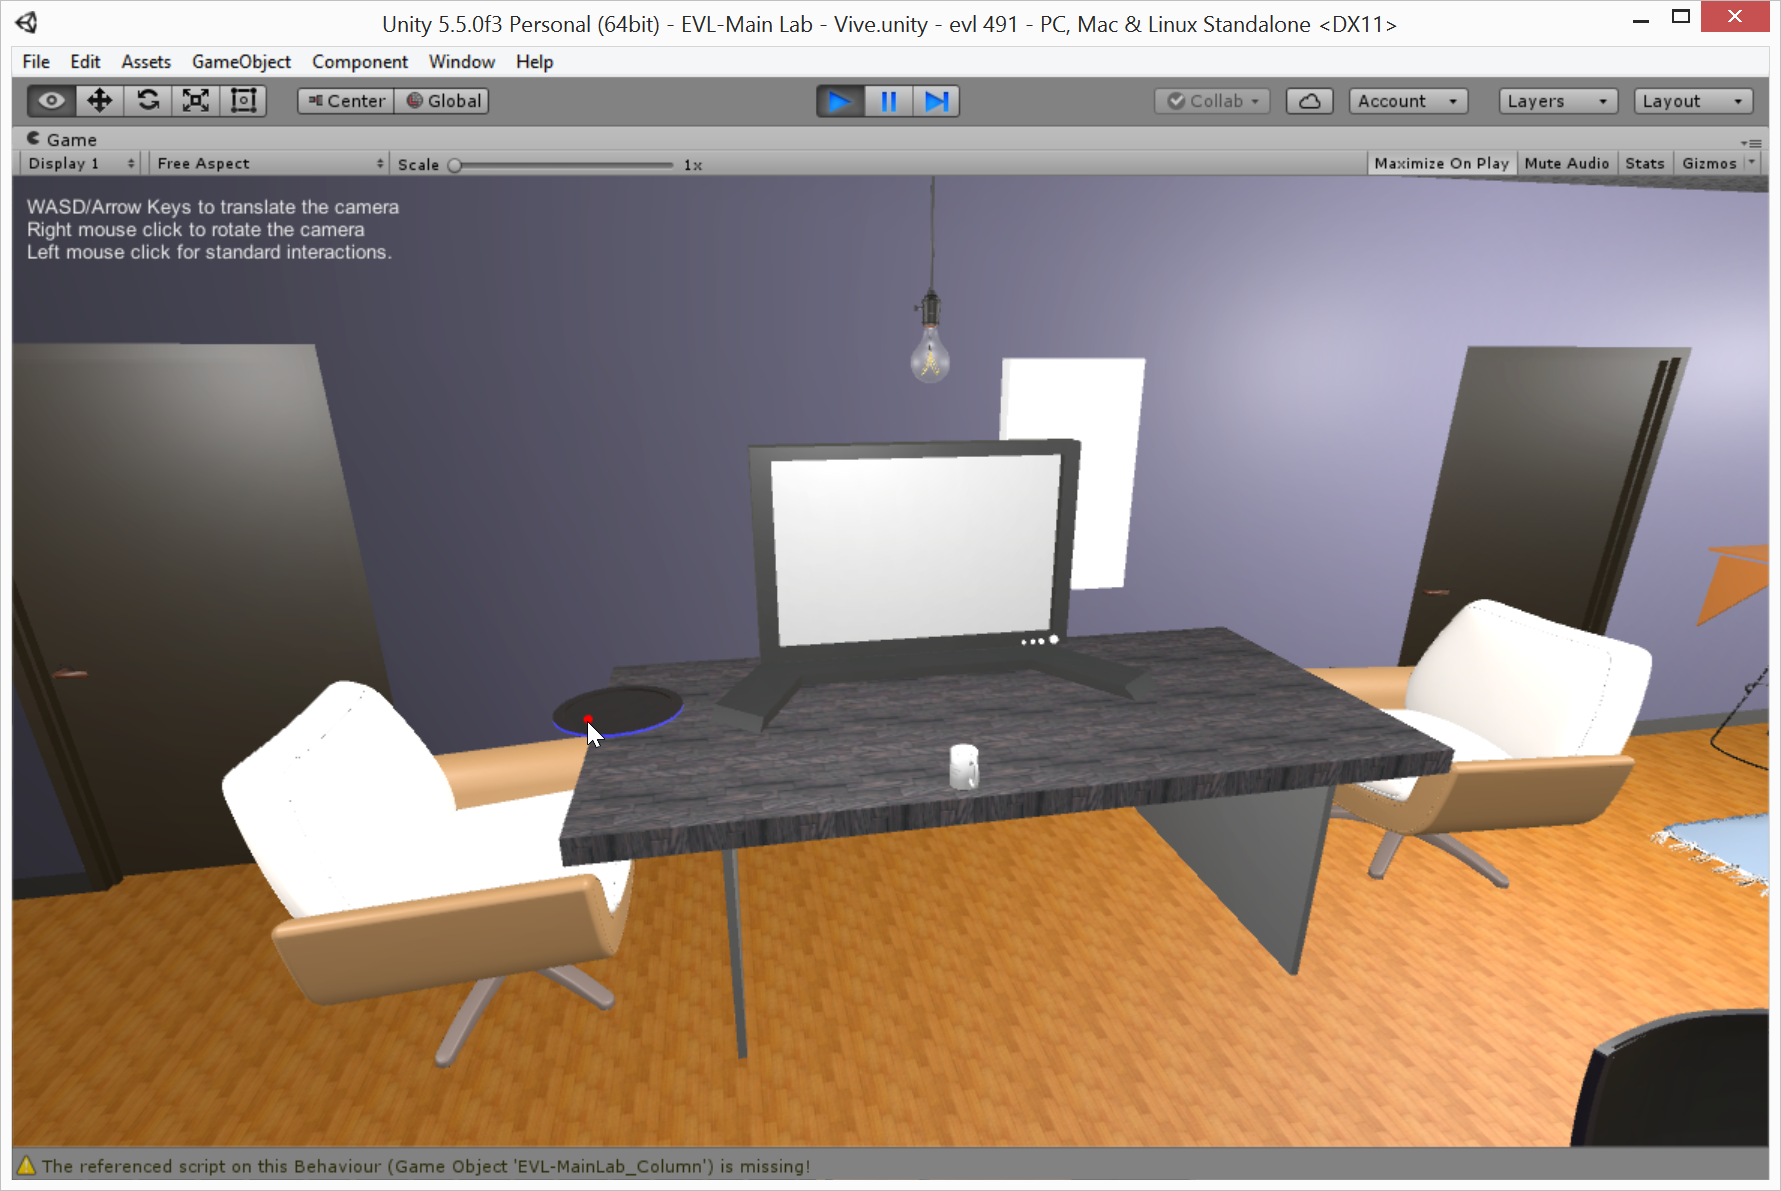 Unity 5.5.0f3 Personal (64bit) - EVL-Main Lab - Vive.unity - evl 491 - PC, Mac & Linux Standalone <DX11>
File Edit Assets GameObject Component Window Help
Center Global Collab Account Layers Layout
Game
Display 1 Free Aspect Scale 1x Maximize On Play Mute Audio Stats Gizmos
WASD/Arrow Keys to translate the camera
Right mouse click to rotate the camera
Left mouse click for standard interactions.
The referenced script on this Behaviour (Game Object 'EVL-MainLab_Column') is missing!